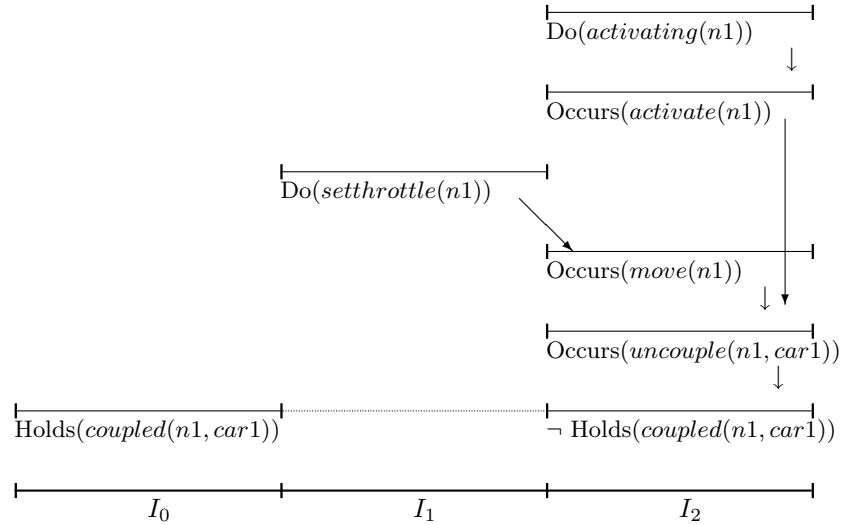 Do(activating(n1))
↓
Occurs(activate(n1))
Do(setthrottle(n1))
Occurs(move(n1))
↓
Occurs(uncouple(n1, car1))
↓
Holds(coupled(n1, car1))
¬ Holds(coupled(n1, car1))
I₀
I₁
I₂